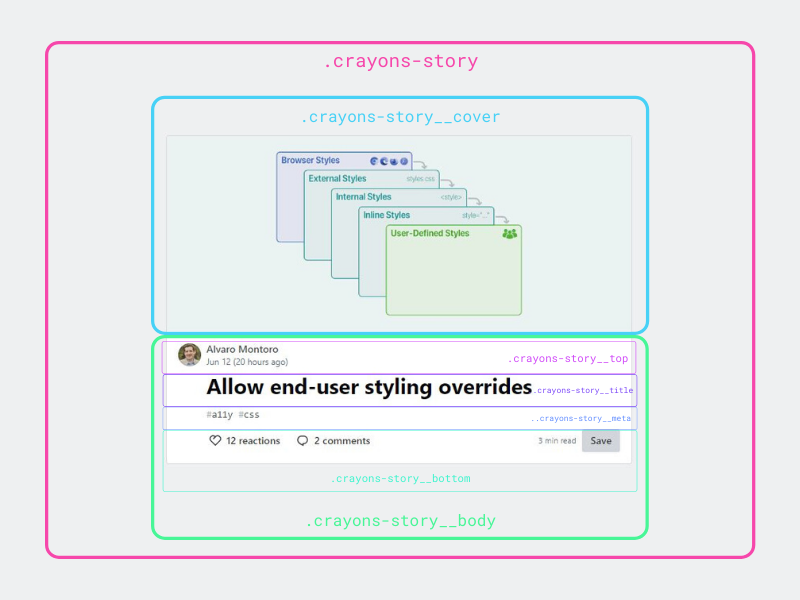 .crayons-story
.crayons-story__cover
Browser Styles
External Styles styles.css
Internal Styles <style>
Inline Styles style="..."
User-Defined Styles
Alvaro Montoro
Jun 12 (20 hours ago)
.crayons-story__top
Allow end-user styling overrides
.crayons-story__title
#a11y #css
..crayons-story__meta
12 reactions 2 comments 3 min read Save
.crayons-story__bottom
.crayons-story__body